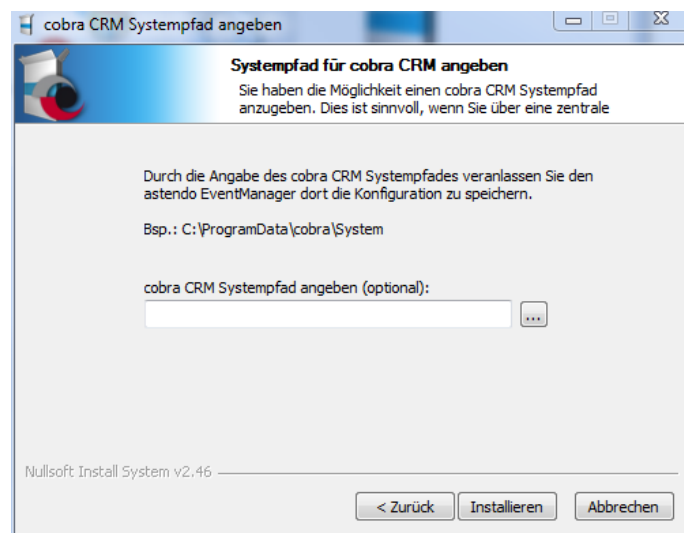 cobra CRM Systempfad angeben
Systempfad für cobra CRM angeben
Sie haben die Möglichkeit einen cobra CRM Systempfad
anzugeben. Dies ist sinnvoll, wenn Sie über eine zentrale
Durch die Angabe des cobra CRM Systempfades veranlassen Sie den
astendo EventManager dort die Konfiguration zu speichern.
Bsp.: C:\ProgramData\cobra\System
cobra CRM Systempfad angeben (optional):
...
Nullsoft Install System v2.46
< Zurück Installieren Abbrechen